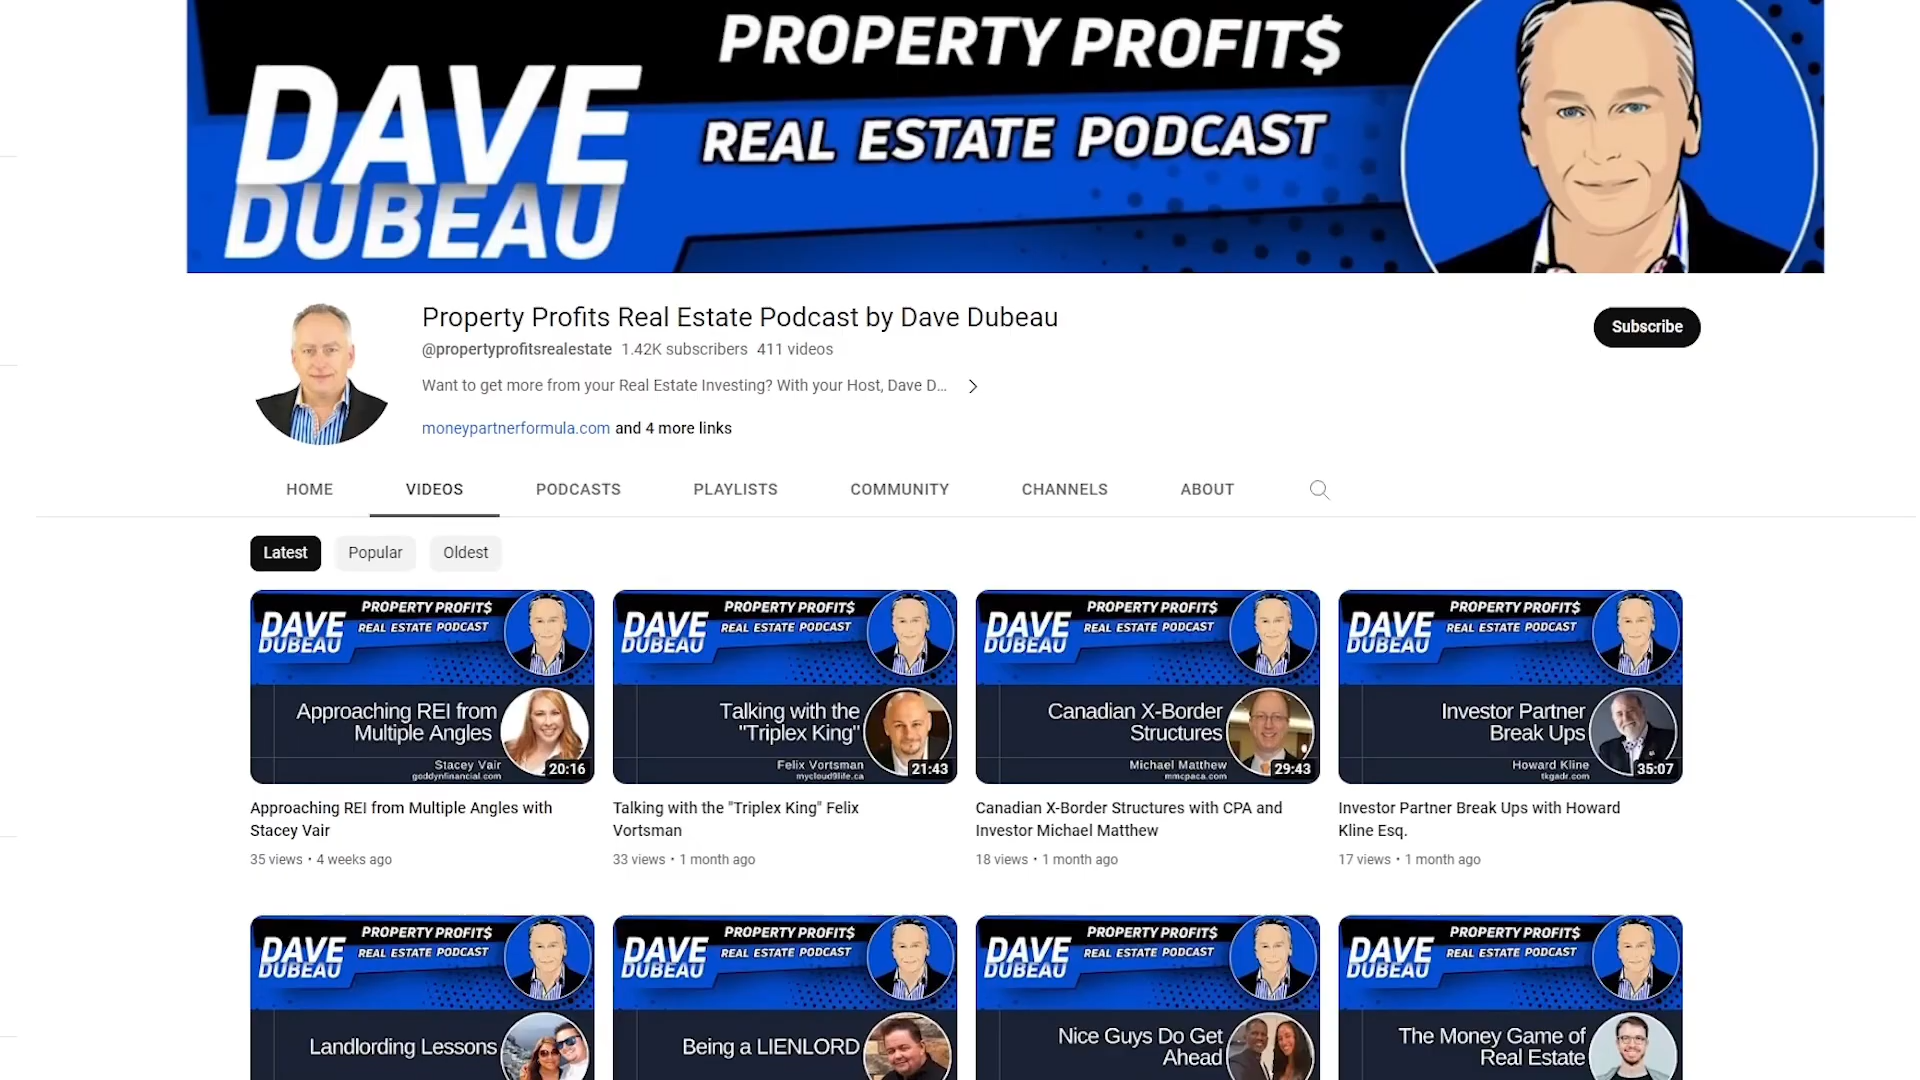 PROPERTY PROFIT$
DAVE
DUBEAU
REAL ESTATE PODCAST
Property Profits Real Estate Podcast by Dave Dubeau
@propertyprofitsrealestate 1.42K subscribers 411 videos
Want to get more from your Real Estate Investing? With your Host, Dave D...
moneypartnerformula.com and 4 more links
Subscribe
HOME VIDEOS PODCASTS PLAYLISTS COMMUNITY CHANNELS ABOUT
Latest Popular Oldest
DAVE
DUBEAU
PROPERTY PROFIT$
REAL ESTATE PODCAST
Approaching REI from
Multiple Angles
Stacey Vair
goddynfinancial.com
20:16
Approaching REI from Multiple Angles with
Stacey Vair
35 views • 4 weeks ago
DAVE
DUBEAU
PROPERTY PROFIT$
REAL ESTATE PODCAST
Talking with the
"Triplex King"
Felix Vortsman
mycloud9life.ca
21:43
Talking with the "Triplex King" Felix
Vortsman
33 views • 1 month ago
DAVE
DUBEAU
PROPERTY PROFIT$
REAL ESTATE PODCAST
Canadian X-Border
Structures
Michael Matthew
mmcpaca.com
29:43
Canadian X-Border Structures with CPA and
Investor Michael Matthew
18 views • 1 month ago
DAVE
DUBEAU
PROPERTY PROFIT$
REAL ESTATE PODCAST
Investor Partner
Break Ups
Howard Kline
tkgadr.com
35:07
Investor Partner Break Ups with Howard
Kline Esq.
17 views • 1 month ago
DAVE
DUBEAU
PROPERTY PROFIT$
REAL ESTATE PODCAST
Landlording Lessons
DAVE
DUBEAU
PROPERTY PROFIT$
REAL ESTATE PODCAST
Being a LIENLORD
DAVE
DUBEAU
PROPERTY PROFIT$
REAL ESTATE PODCAST
Nice Guys Do Get
Ahead
DAVE
DUBEAU
PROPERTY PROFIT$
REAL ESTATE PODCAST
The Money Game of
Real Estate